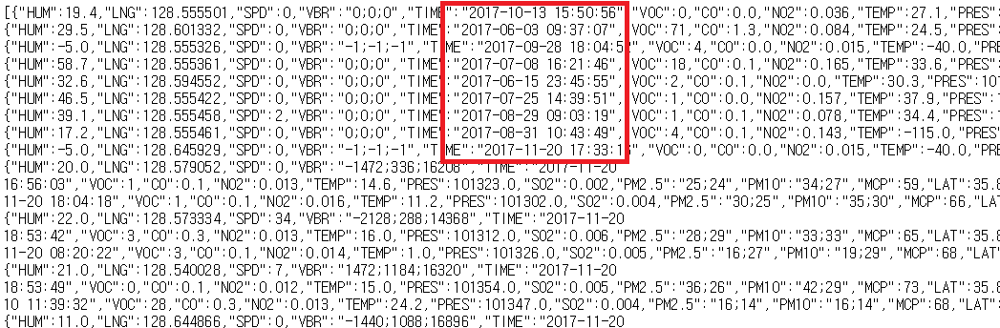 [{"HUM":19.4,"LNG":128.555501,"SPD":0,"VBR":"0;0;0","TIME":"2017-10-13 15:50:56","VOC":0,"CO":0.0,"NO2":0.036,"TEMP":27.1,"PRES":
{"HUM":29.5,"LNG":128.601332,"SPD":0,"VBR":"0;0;0","TIME":"2017-06-03 09:37:07","VOC":71,"CO":1.3,"NO2":0.084,"TEMP":24.5,"PRES":
{"HUM":-5.0,"LNG":128.555326,"SPD":0,"VBR":"-1;-1;-1","TIME":"2017-09-28 18:04:5","VOC":4,"CO":0.0,"NO2":0.015,"TEMP":-40.0,"PRE
{"HUM":58.7,"LNG":128.555361,"SPD":0,"VBR":"0;0;0","TIME":"2017-07-08 16:21:46","VOC":18,"CO":0.1,"NO2":0.165,"TEMP":33.6,"PRES":
{"HUM":32.6,"LNG":128.594552,"SPD":0,"VBR":"0;0;0","TIME":"2017-06-15 23:45:55","VOC":2,"CO":0.1,"NO2":0.0,"TEMP":30.3,"PRES":101
{"HUM":46.5,"LNG":128.555422,"SPD":0,"VBR":"0;0;0","TIME":"2017-07-25 14:39:51","VOC":1,"CO":0.0,"NO2":0.157,"TEMP":37.9,"PRES":
{"HUM":39.1,"LNG":128.555458,"SPD":2,"VBR":"0;0;0","TIME":"2017-08-29 09:03:19","VOC":1,"CO":0.1,"NO2":0.078,"TEMP":34.4,"PRES":
{"HUM":17.2,"LNG":128.555461,"SPD":0,"VBR":"0;0;0","TIME":"2017-08-31 10:43:49","VOC":4,"CO":0.1,"NO2":0.143,"TEMP":-115.0,"PRES
{"HUM":-5.0,"LNG":128.645929,"SPD":0,"VBR":"-1;-1;-1","TIME":"2017-11-20 17:33:1","VOC":0,"CO":0.0,"NO2":0.015,"TEMP":-40.0,"PRE
{"HUM":20.0,"LNG":128.579052,"SPD":0,"VBR":"-1472;336;16208","TIME":"2017-11-20
16:56:03","VOC":1,"CO":0.1,"NO2":0.013,"TEMP":14.6,"PRES":101323.0,"SO2":0.002,"PM2.5":"25;24","PM10":"34;27","MCP":59,"LAT":35.8
11-20 18:04:18","VOC":1,"CO":0.1,"NO2":0.016,"TEMP":11.2,"PRES":101302.0,"SO2":0.004,"PM2.5":"30;25","PM10":"35;30","MCP":66,"LA
{"HUM":22.0,"LNG":128.573334,"SPD":34,"VBR":"-2128;288;14368","TIME":"2017-11-20
18:53:42","VOC":3,"CO":0.3,"NO2":0.013,"TEMP":16.0,"PRES":101312.0,"SO2":0.006,"PM2.5":"28;29","PM10":"33;33","MCP":65,"LAT":35.8
11-20 08:20:22","VOC":3,"CO":0.1,"NO2":0.014,"TEMP":1.0,"PRES":101326.0,"SO2":0.005,"PM2.5":"16;27","PM10":"19;29","MCP":68,"LAT"
{"HUM":21.0,"LNG":128.540028,"SPD":7,"VBR":"1472;1184;16320","TIME":"2017-11-20
18:53:49","VOC":0,"CO":0.1,"NO2":0.012,"TEMP":15.0,"PRES":101354.0,"SO2":0.005,"PM2.5":"36;26","PM10":"42;29","MCP":73,"LAT":35.8
10 11:39:32","VOC":28,"CO":0.3,"NO2":0.013,"TEMP":24.2,"PRES":101347.0,"SO2":0.004,"PM2.5":"16;14","PM10":"16;14","MCP":68,"LAT"
{"HUM":11.0,"LNG":128.644866,"SPD":0,"VBR":"-1440;1088;16896","TIME":"2017-11-20